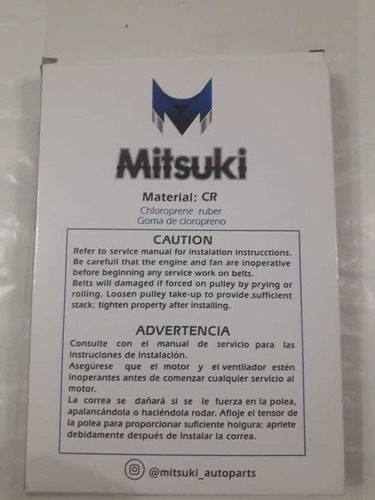 Mitsuki
Material: CR
Chloroprene ruber
Goma de cloropreno
CAUTION
Refer to service manual for instalation instrucctions.
Be carefull that the engine and fan are inoperative
before beginning any service work on belts.
Belts will damaged if forced on pulley by prying or
rolling. Loosen pulley take-up to provide sufficient
stack; tighten property after installing.
ADVERTENCIA
Consulte con el manual de servicio para las
instruciones de instalación.
Asegúrese que el motor y el ventilador estén
inoperantes antes de comenzar cualquier servicio al
motor.
La correa se dañará si se le fuerza en la polea,
apalancándola o haciéndola rodar. Afloje el tensor de
la polea para proporcionar suficiente holgura; apriete
debidamente después de instalar la correa.
@mitsuki_autoparts